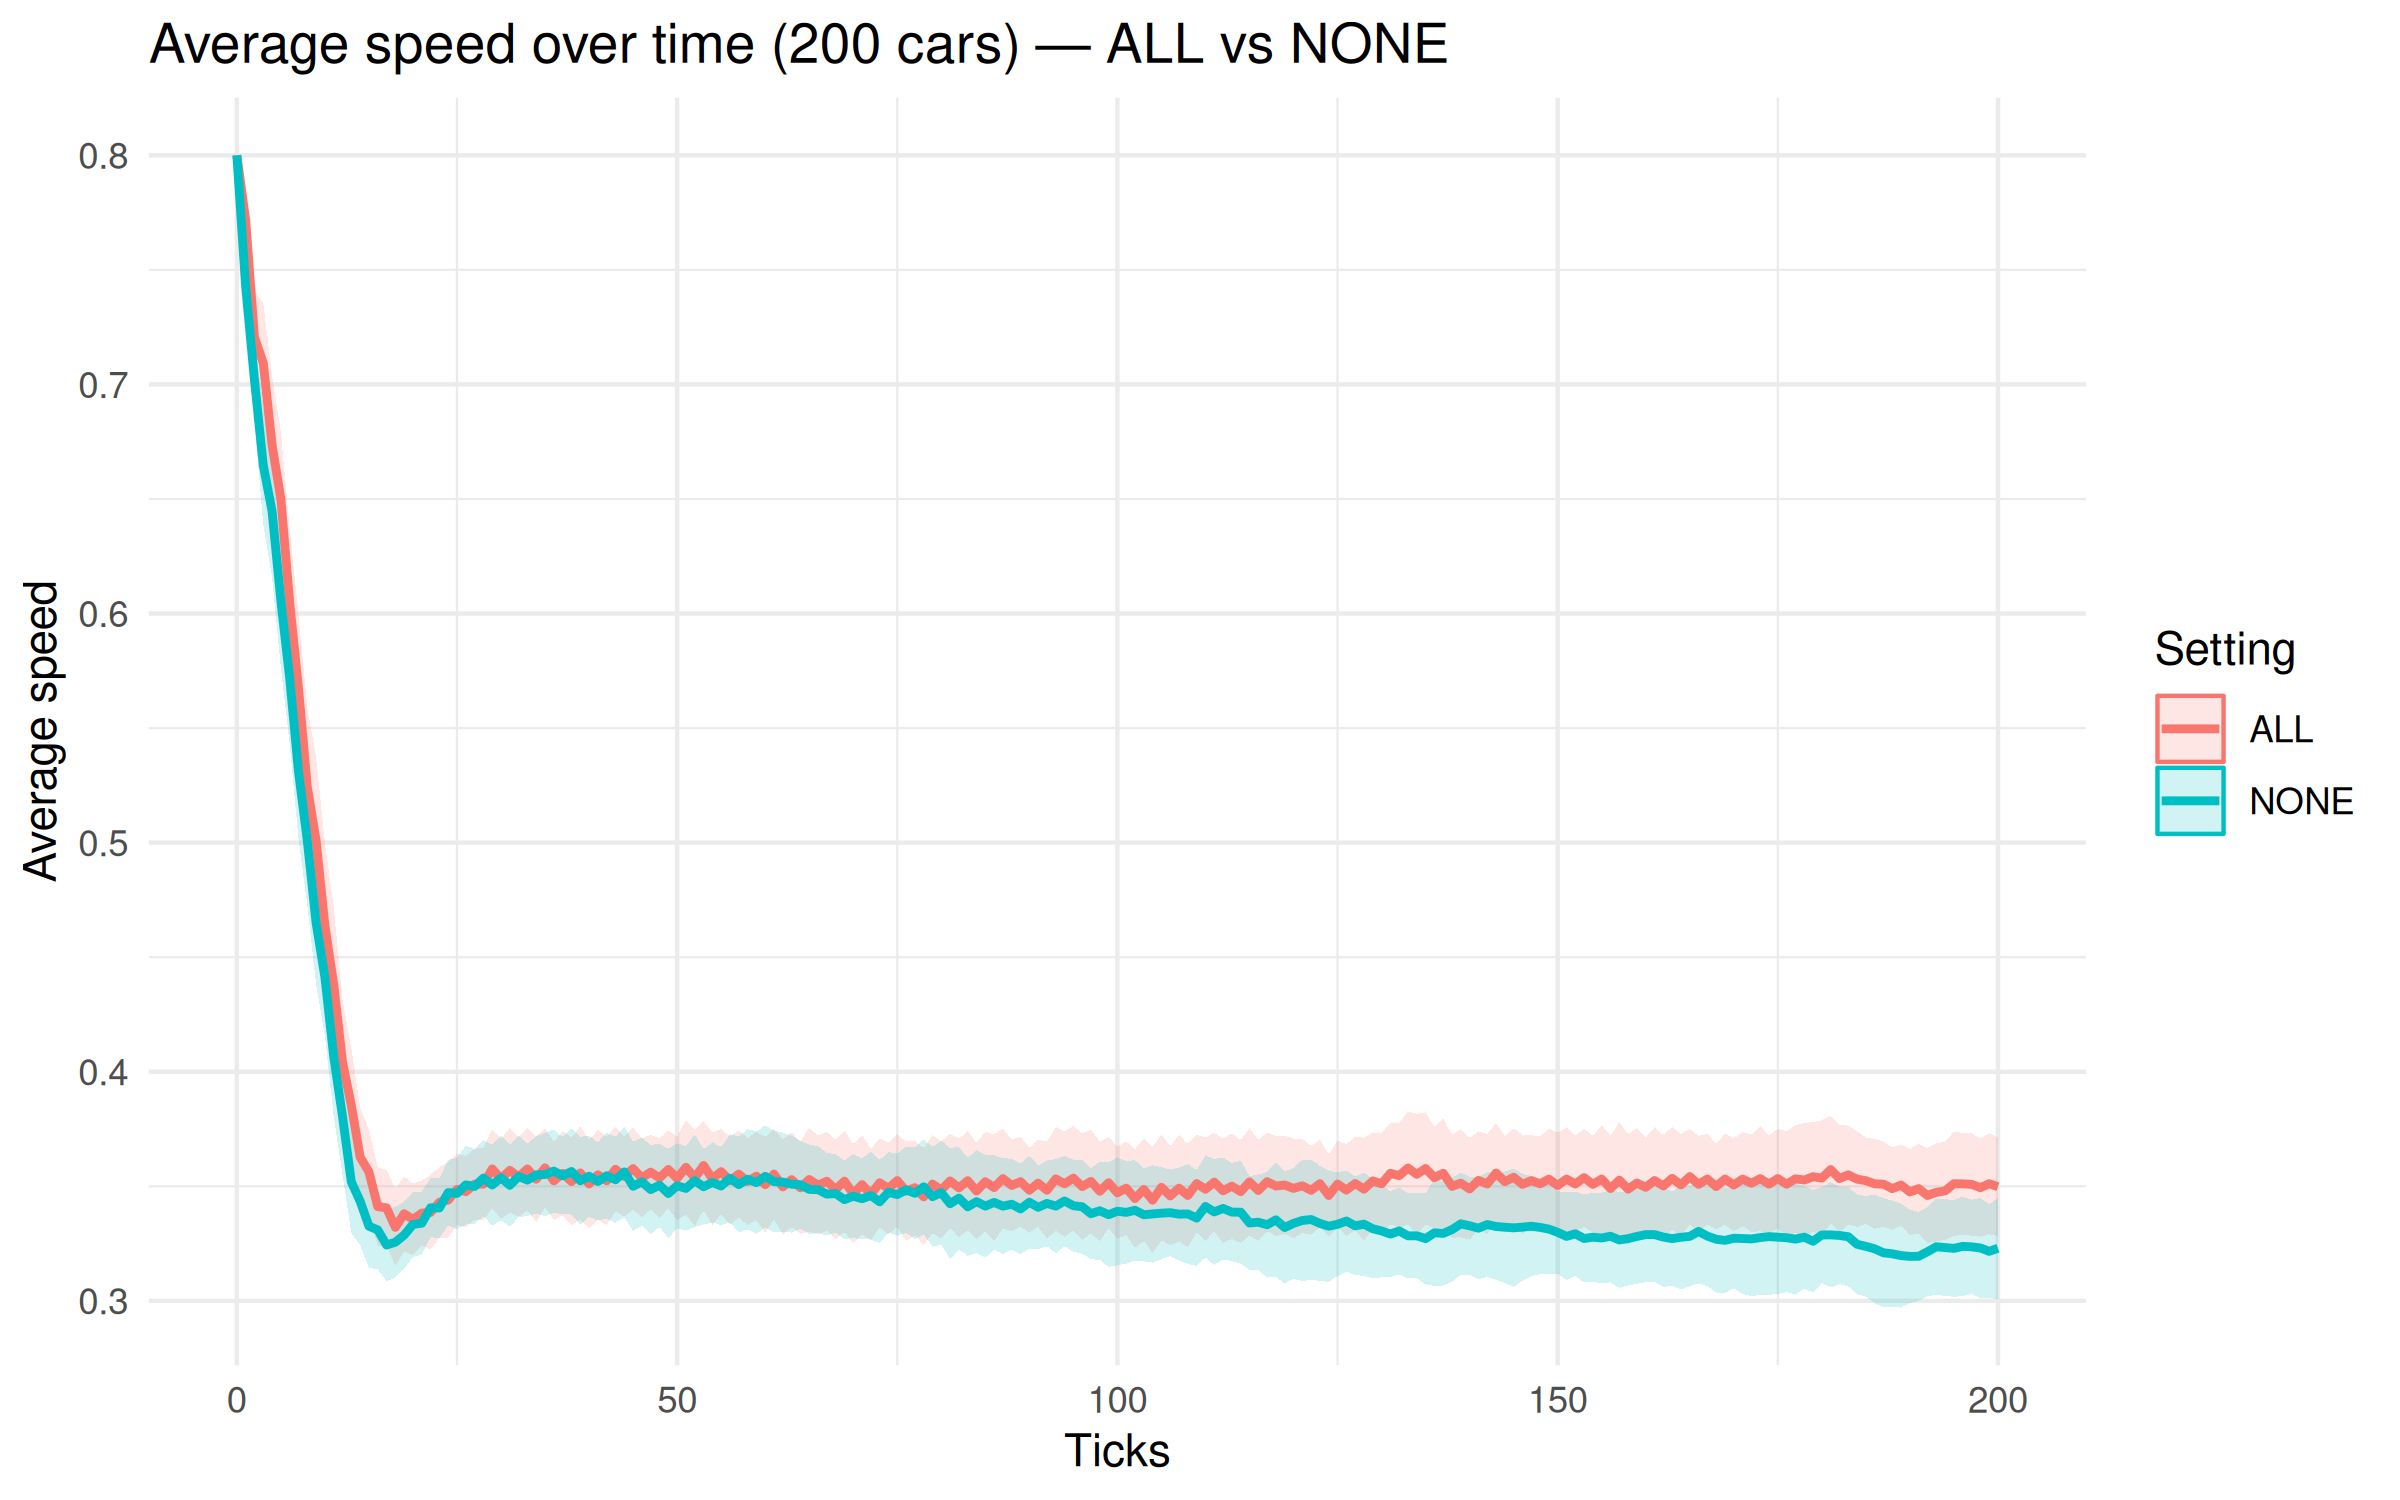 Average speed over time (200 cars) — ALL vs NONE
0.8
0.7
0.6
0.5
0.4
0.3
Average speed
0 50 100 150 200
Ticks
Setting
ALL
NONE